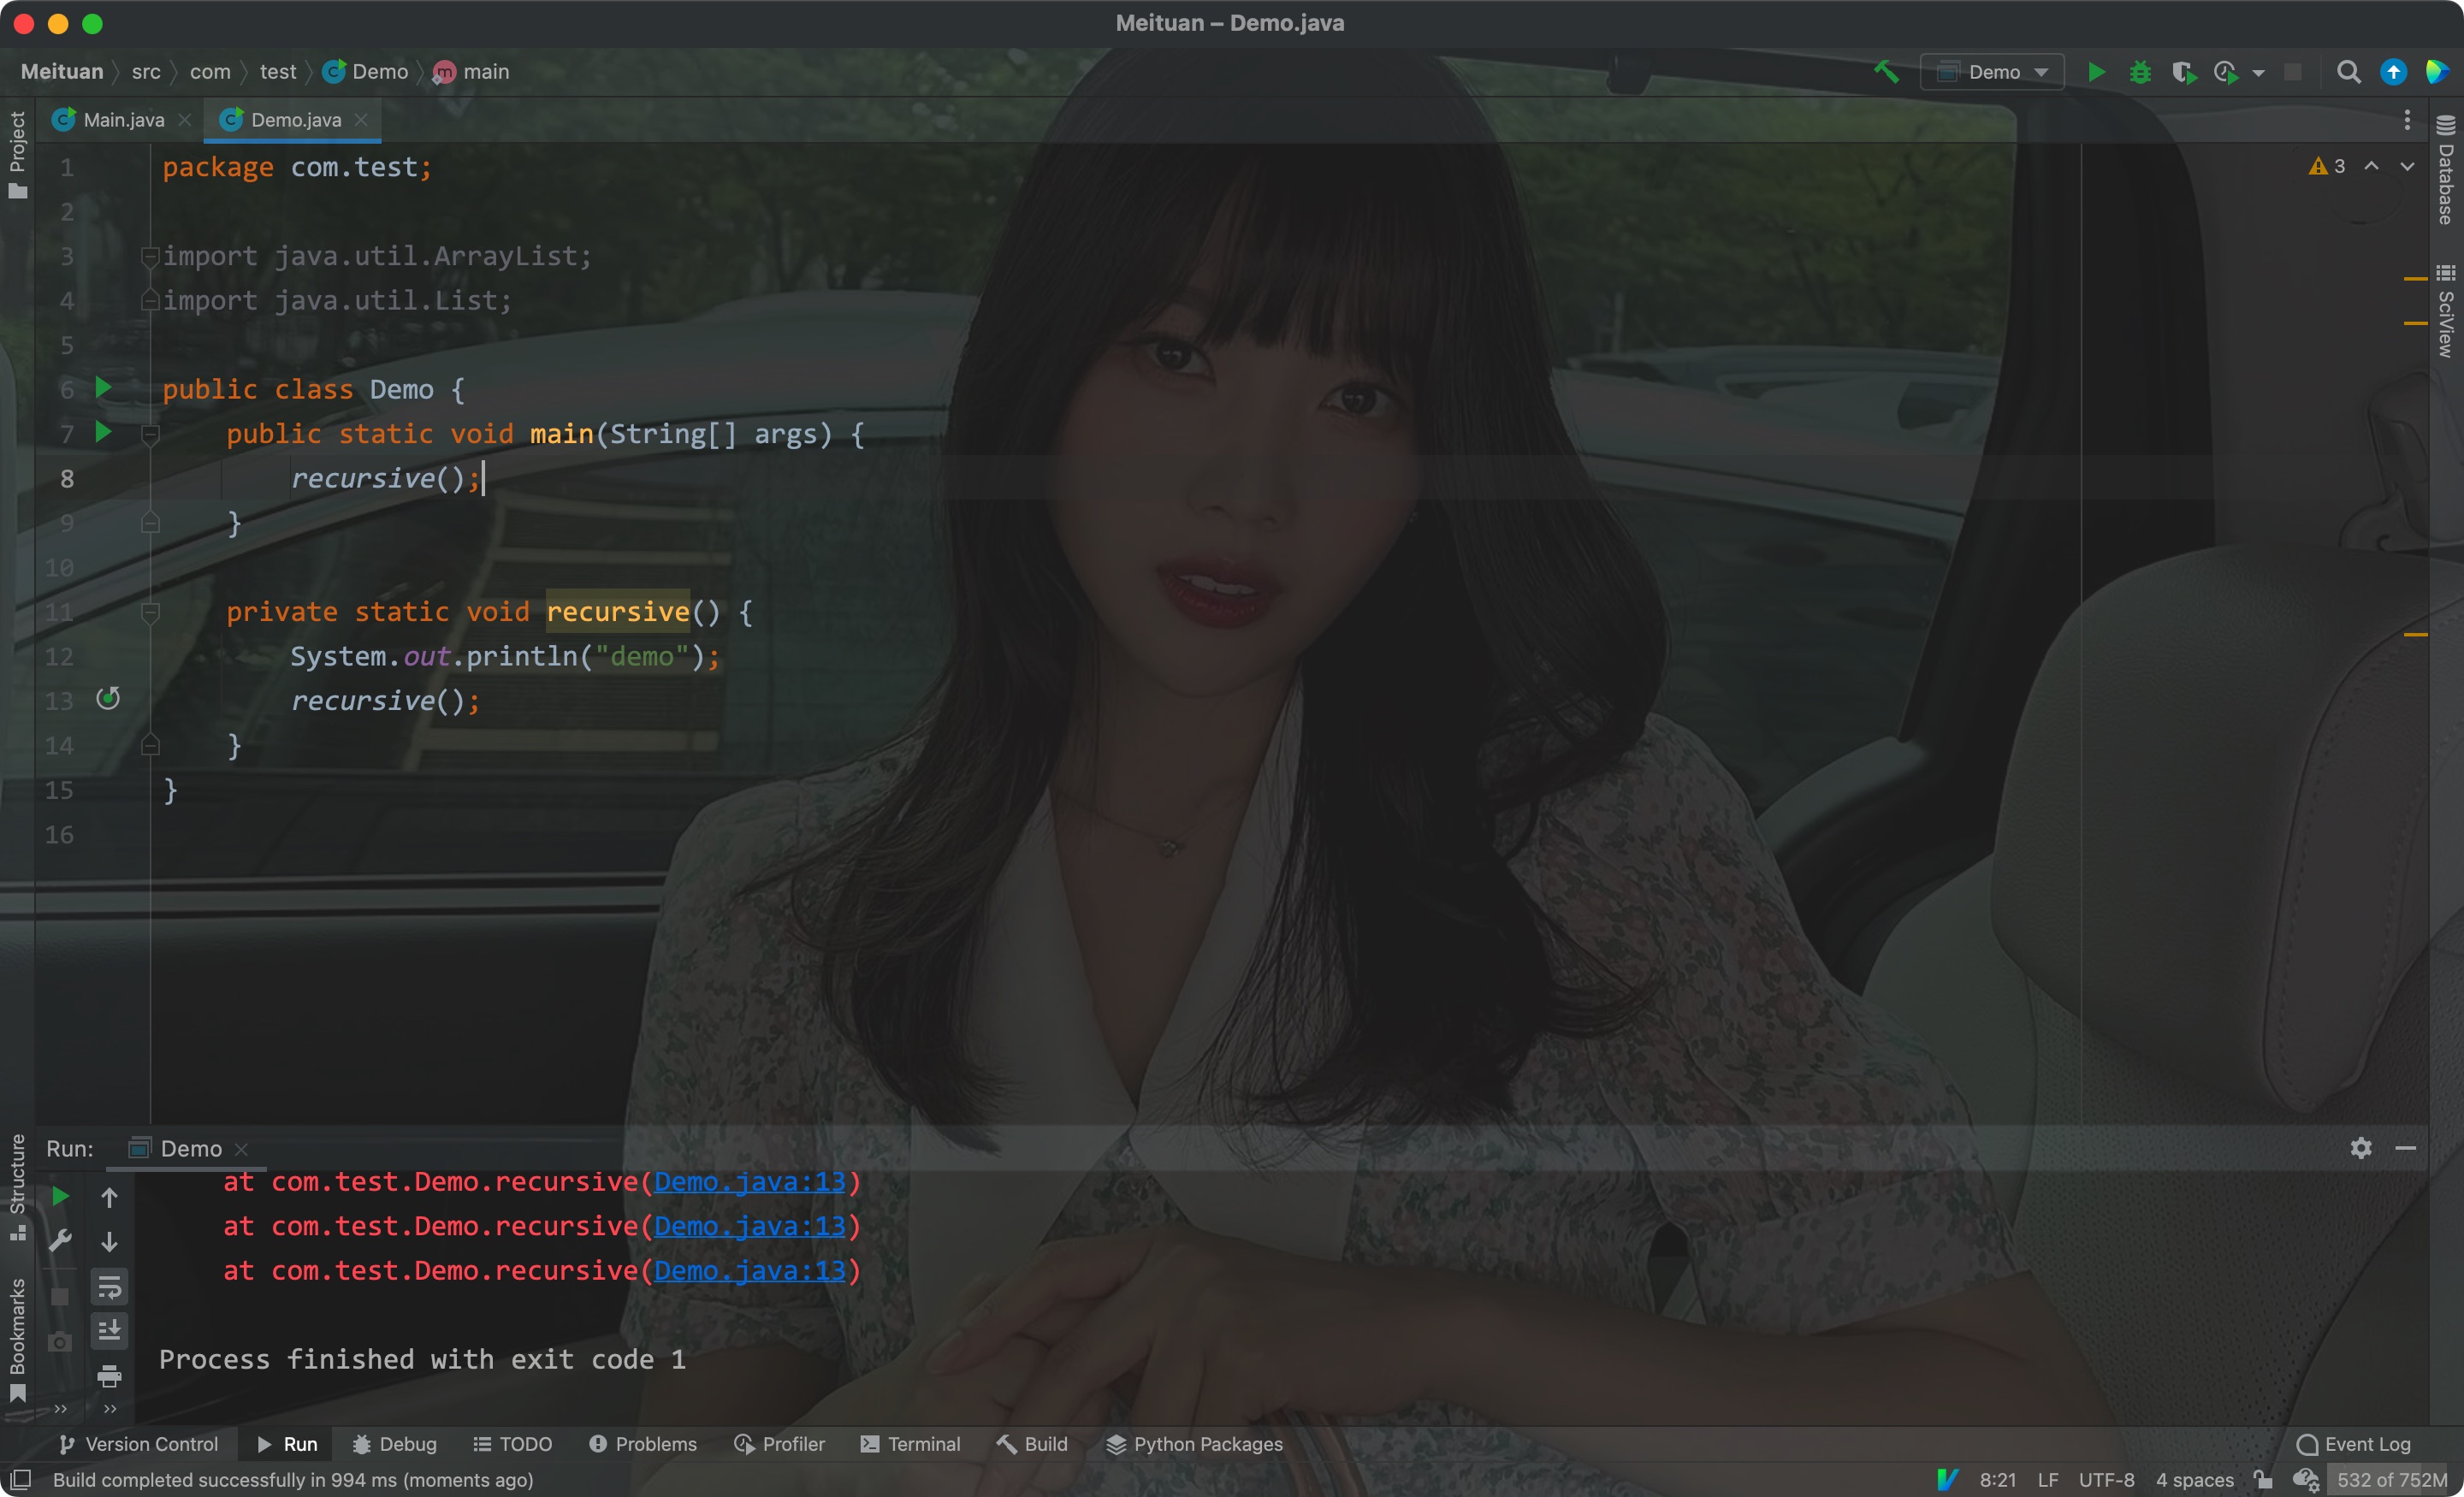 Meituan – Demo.java
Meituan src com test Demo main
Demo
Main.java Demo.java
Project
Database
SciView
3
1 package com.test;
2
3 import java.util.ArrayList;
4 import java.util.List;
5
6 public class Demo {
7 public static void main(String[] args) {
8 recursive();
9 }
10
11 private static void recursive() {
12 System.out.println("demo");
13 recursive();
14 }
15 }
16
Structure
Bookmarks
Run: Demo
at com.test.Demo.recursive(Demo.java:13)
at com.test.Demo.recursive(Demo.java:13)
at com.test.Demo.recursive(Demo.java:13)
Process finished with exit code 1
Version Control Run Debug TODO Problems Profiler Terminal Build Python Packages Event Log
Build completed successfully in 994 ms (moments ago) 8:21 LF UTF-8 4 spaces 532 of 752M